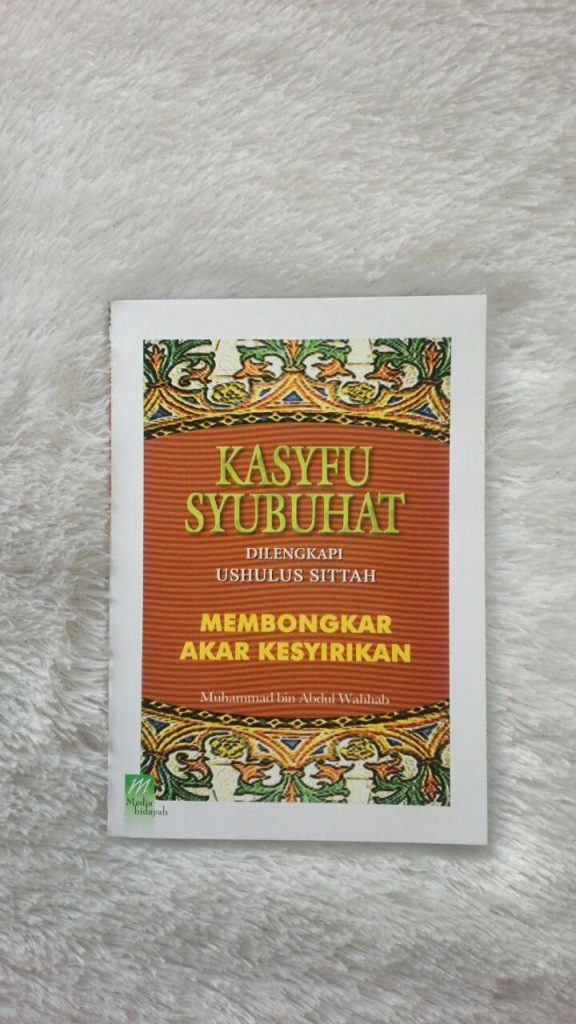 KASYFU
SYUBUHAT
DILENGKAPI
USHULUS SITTAH
MEMBONGKAR
AKAR KESYIRIKAN
Muhammad bin Abdul Wahhab
m
Media
hidayah